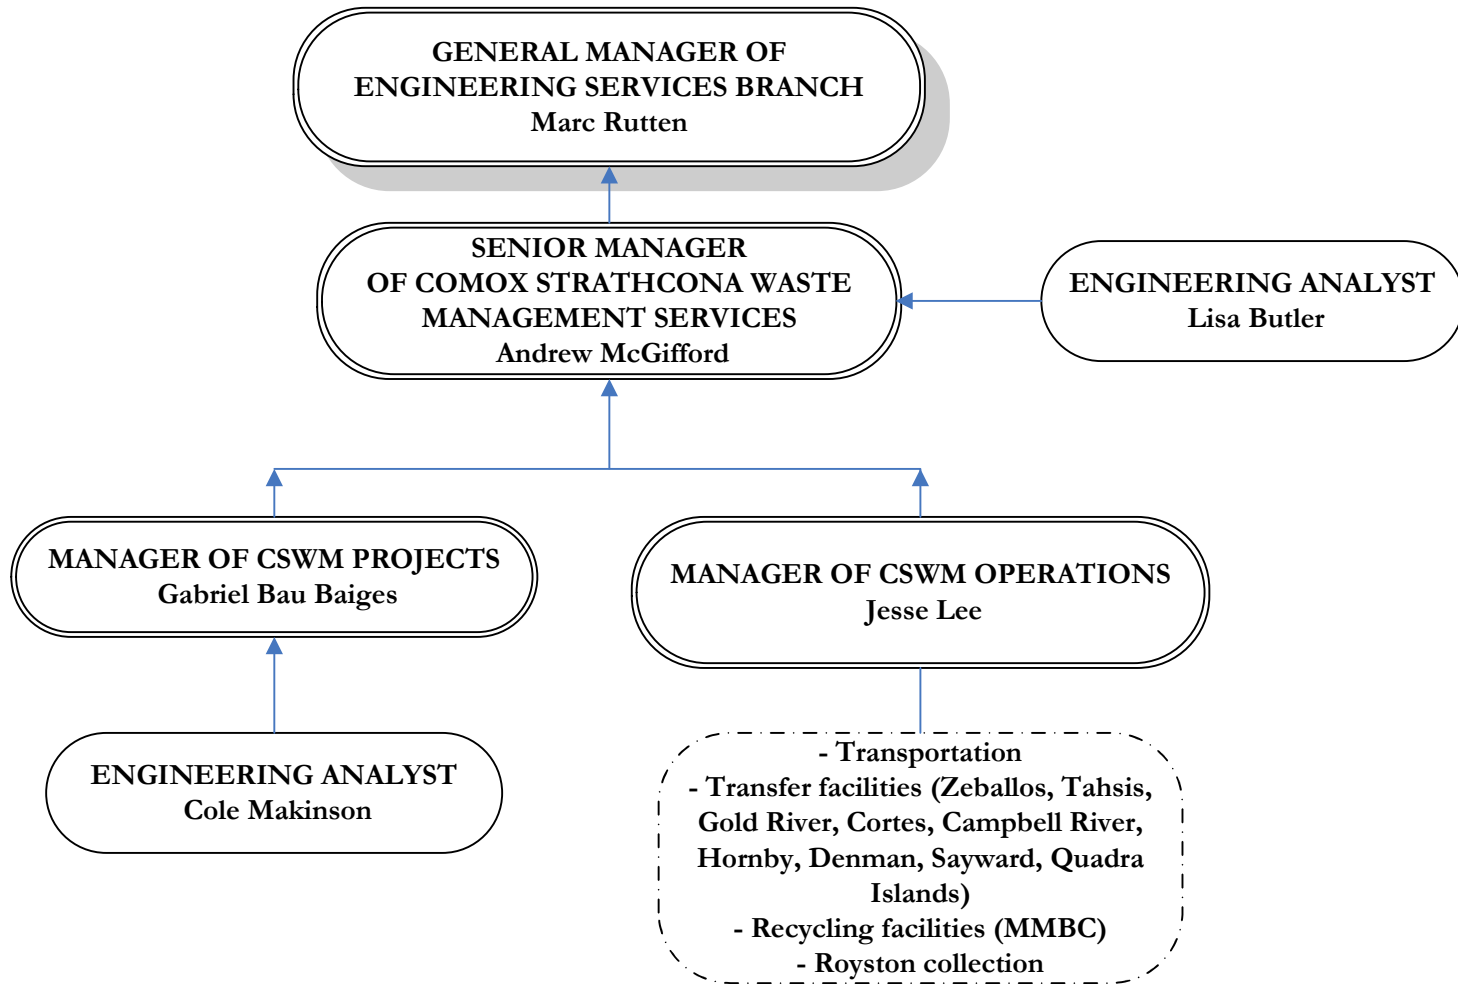 GENERAL MANAGER OF
ENGINEERING SERVICES BRANCH
Marc Rutten
SENIOR MANAGER
OF COMOX STRATHCONA WASTE
MANAGEMENT SERVICES
Andrew McGifford
ENGINEERING ANALYST
Lisa Butler
MANAGER OF CSWM PROJECTS
Gabriel Bau Baiges
MANAGER OF CSWM OPERATIONS
Jesse Lee
ENGINEERING ANALYST
Cole Makinson
- Transportation
- Transfer facilities (Zeballos, Tahsis,
Gold River, Cortes, Campbell River,
Hornby, Denman, Sayward, Quadra
Islands)
- Recycling facilities (MMBC)
- Royston collection